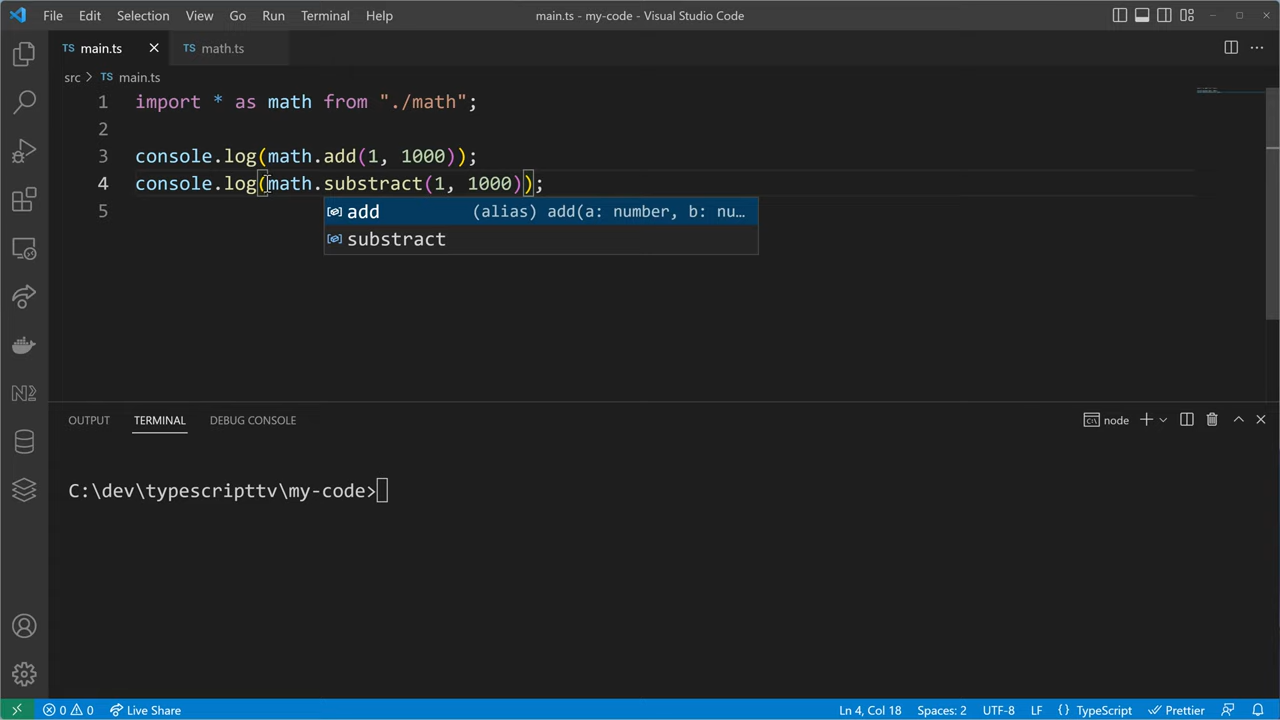 File Edit Selection View Go Run Terminal Help main.ts - my-code - Visual Studio Code
TS main.ts TS math.ts
src > TS main.ts
1 import * as math from "./math";
2
3 console.log(math.add(1, 1000));
4 console.log(math.substract(1, 1000));
add (alias) add(a: number, b: nu…
5
substract
OUTPUT TERMINAL DEBUG CONSOLE node
C:\dev\typescripttv\my-code>
0 0 Live Share Ln 4, Col 18 Spaces: 2 UTF-8 LF {} TypeScript Prettier